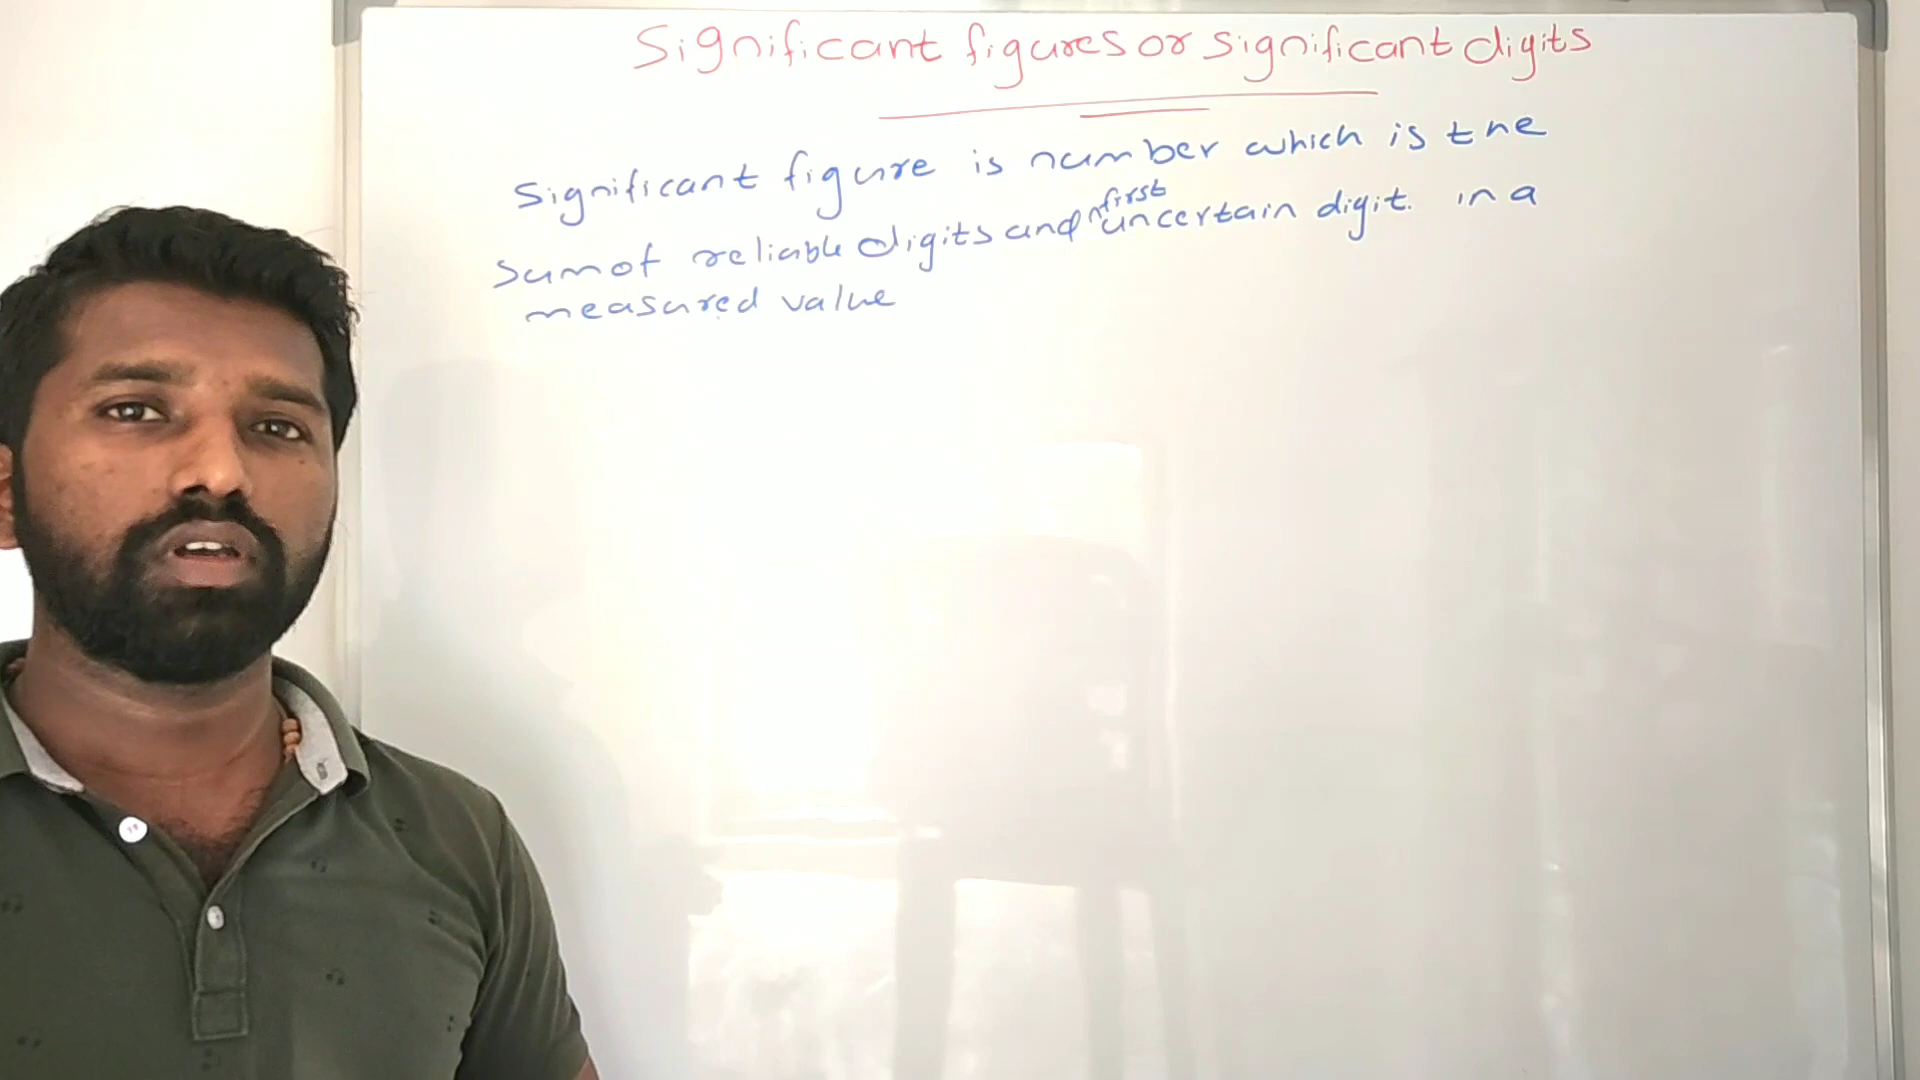 Significant figures or significant digits
Significant figure is number which is the
sum of reliable digits and first uncertain digit. in a
measured value